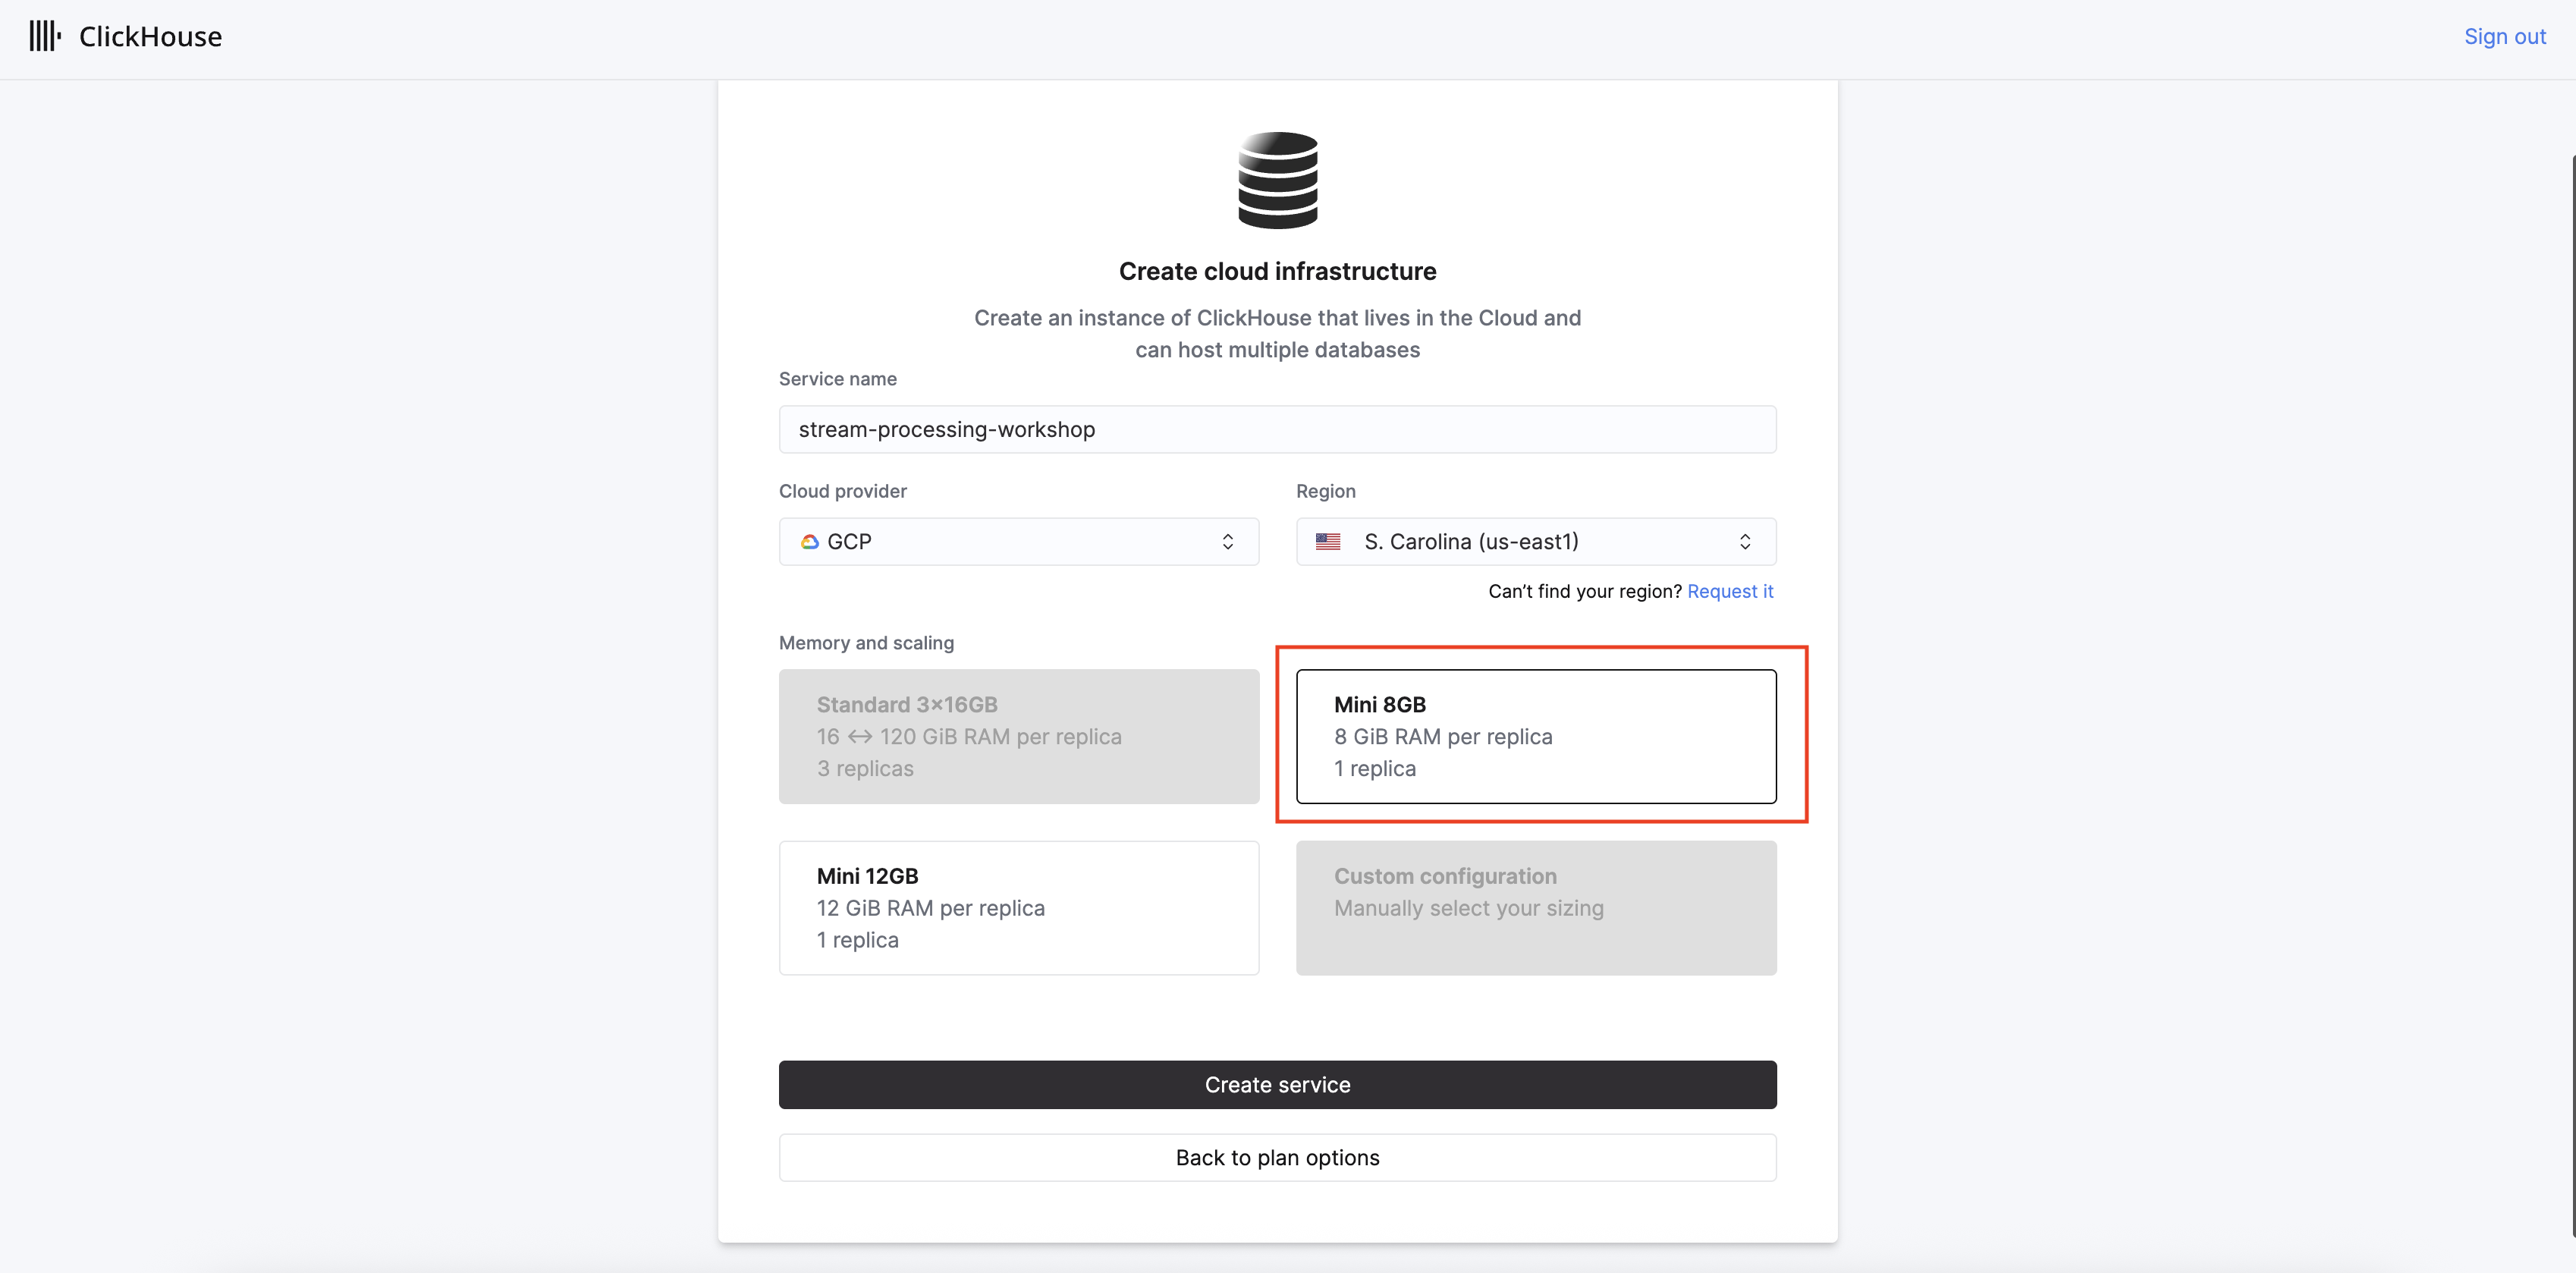 ClickHouse
Sign out
Create cloud infrastructure
Create an instance of ClickHouse that lives in the Cloud and
can host multiple databases
Service name
stream-processing-workshop
Cloud provider
Region
GCP
S. Carolina (us-east1)
Can’t find your region? Request it
Memory and scaling
Standard 3×16GB
16 <-> 120 GiB RAM per replica
3 replicas
Mini 8GB
8 GiB RAM per replica
1 replica
Mini 12GB
12 GiB RAM per replica
1 replica
Custom configuration
Manually select your sizing
Create service
Back to plan options